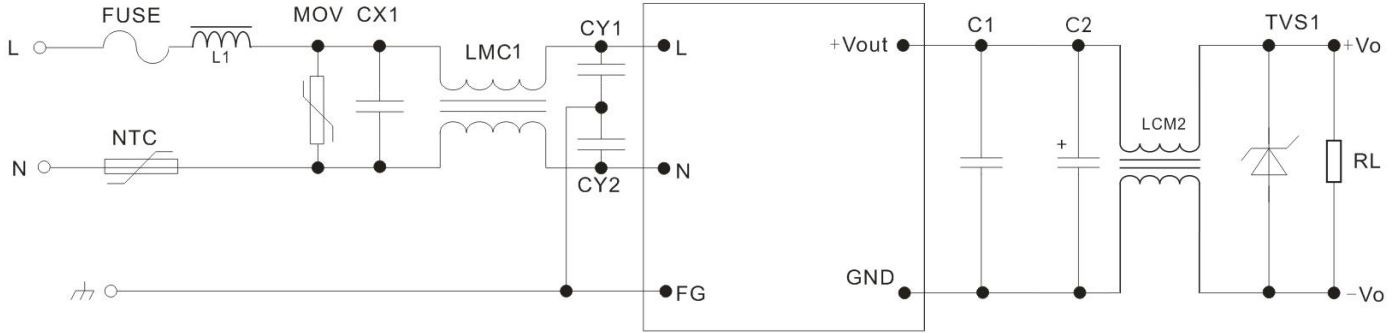 FUSE
MOV
CX1
CY1
L
L1
LMC1
L
+Vout
C1
C2
TVS1
+Vo
NTC
N
CY2
N
LCM2
+
RL
FG
GND
−Vo